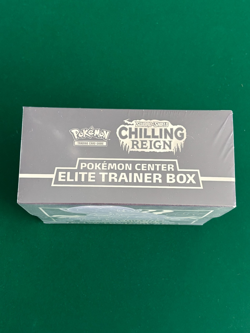 Pokémon
TRADING CARD GAME
SWORD & SHIELD
CHILLING
REIGN
POKÉMON CENTER
ELITE TRAINER BOX